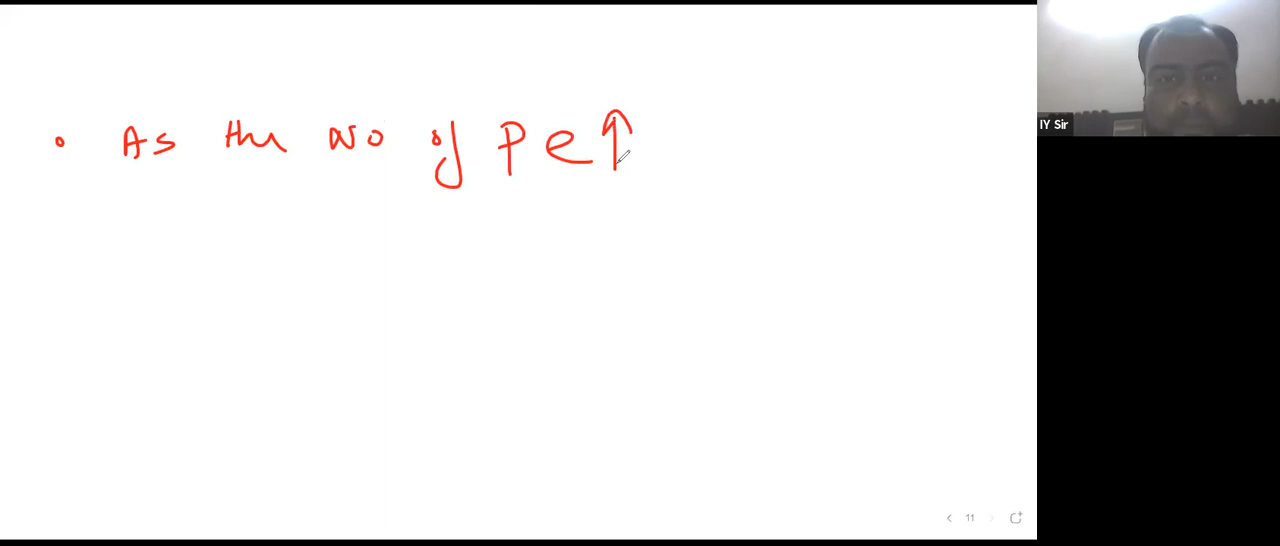 • As the No of Pe↑
IY Sir
11